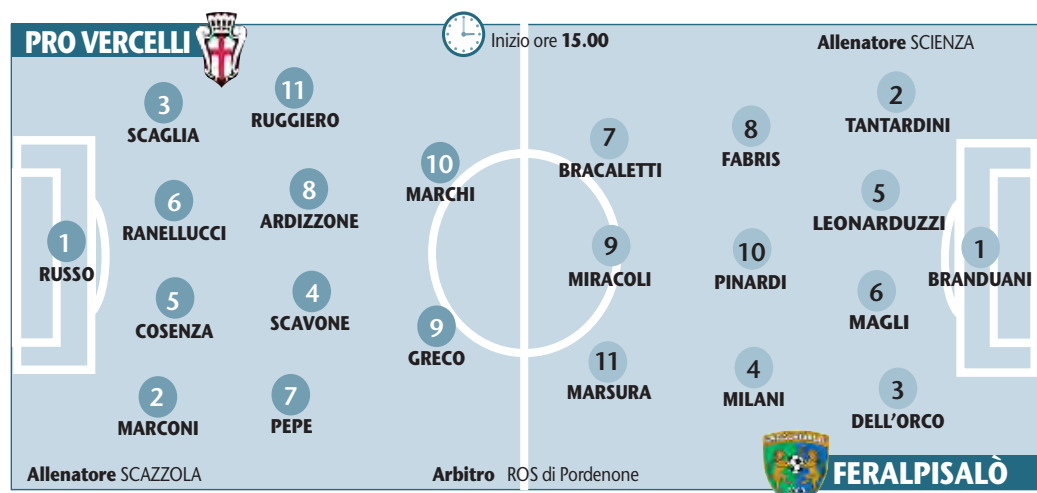 PRO VERCELLI
Inizio ore 15.00
Allenatore SCIENZA
3
SCAGLIA
11
RUGGIERO
6
RANELLUCCI
8
ARDIZZONE
10
MARCHI
1
RUSSO
5
COSENZA
4
SCAVONE
9
GRECO
2
MARCONI
7
PEPE
7
BRACALETTI
8
FABRIS
2
TANTARDINI
5
LEONARDUZZI
9
MIRACOLI
10
PINARDI
1
BRANDUANI
6
MAGLI
11
MARSURA
4
MILANI
3
DELL'ORCO
Allenatore SCAZZOLA
Arbitro ROS di Pordenone
FERALPISALÒ